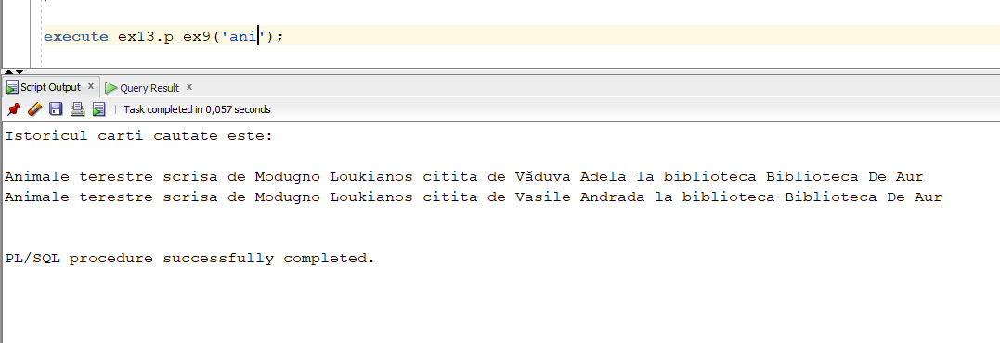 execute ex13.p_ex9('ani');
Script Output x Query Result x
Task completed in 0,057 seconds
Istoricul carti cautate este:
Animale terestre scrisa de Modugno Loukianos citita de Văduva Adela la biblioteca Biblioteca De Aur
Animale terestre scrisa de Modugno Loukianos citita de Vasile Andrada la biblioteca Biblioteca De Aur
PL/SQL procedure successfully completed.